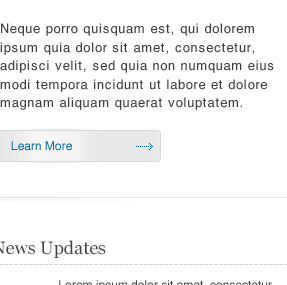 Neque porro quisquam est, qui dolorem
ipsum quia dolor sit amet, consectetur,
adipisci velit, sed quia non numquam eius
modi tempora incidunt ut labore et dolore
magnam aliquam quaerat voluptatem.
Learn More
News Updates
Lorem ipsum dolor sit amet, consectetur